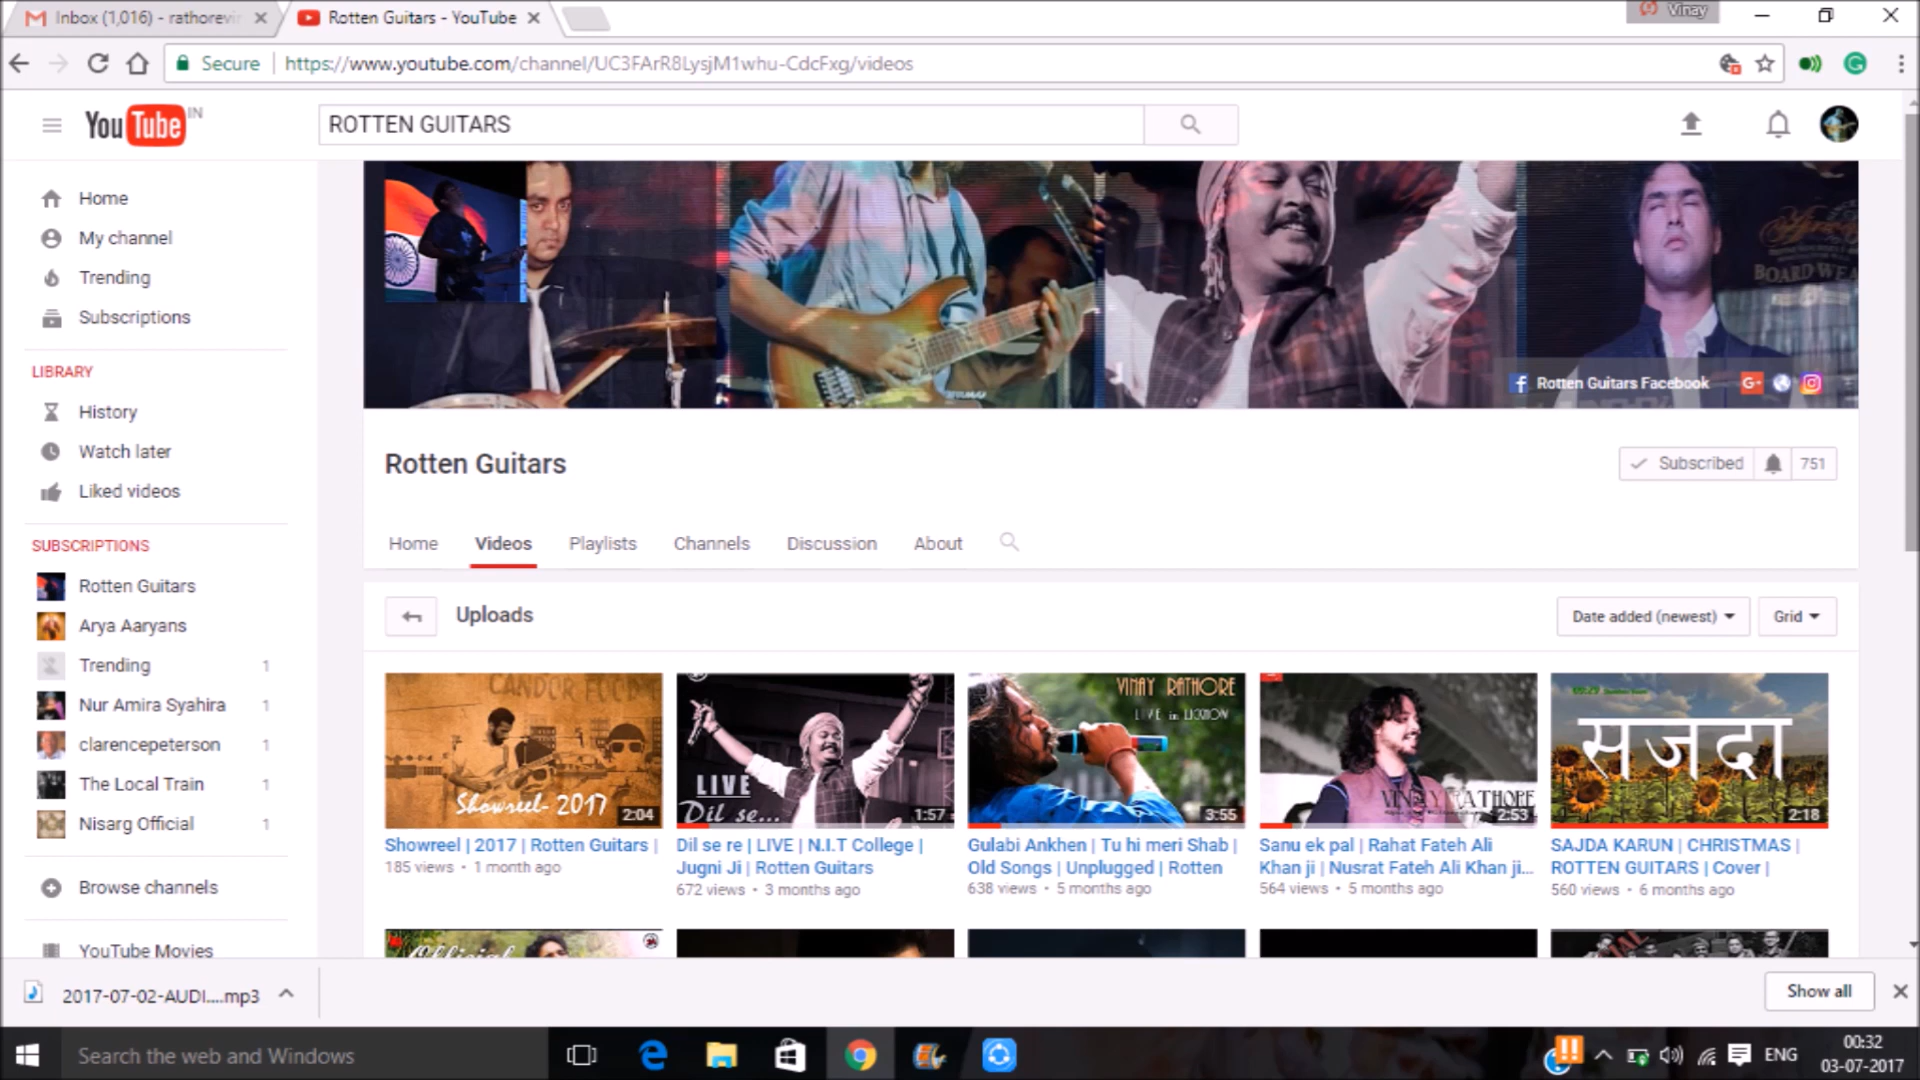 Inbox (1,016) - rathorevir
Rotten Guitars - YouTube
Vinay
Secure
https://www.youtube.com/channel/UC3FArR8LysjM1whu-CdcFxg/videos
YouTube IN
ROTTEN GUITARS
Home
My channel
Trending
Subscriptions
LIBRARY
History
Watch later
Liked videos
SUBSCRIPTIONS
Rotten Guitars
Arya Aaryans
Trending 1
Nur Amira Syahira 1
clarencepeterson 1
The Local Train 1
Nisarg Official 1
Browse channels
YouTube Movies
BOARD WEA
Rotten Guitars Facebook
G+
Rotten Guitars
Subscribed 751
Home Videos Playlists Channels Discussion About
Uploads
Date added (newest)
Grid
CANDOR FOOD
Showreel- 2017
2:04
Showreel | 2017 | Rotten Guitars |
185 views • 1 month ago
LIVE
Dil se...
1:57
Dil se re | LIVE | N.I.T College |
Jugni Ji | Rotten Guitars
672 views • 3 months ago
VINAY RATHORE
3:55
Gulabi Ankhen | Tu hi meri Shab |
Old Songs | Unplugged | Rotten
638 views • 5 months ago
VINAY RATHORE
2:53
Sanu ek pal | Rahat Fateh Ali
Khan ji | Nusrat Fateh Ali Khan ji...
564 views • 5 months ago
सजदा
2:18
SAJDA KARUN | CHRISTMAS |
ROTTEN GUITARS | Cover |
560 views • 6 months ago
Official
2017-07-02-AUDI....mp3
Show all
Search the web and Windows
ENG
00:32
03-07-2017